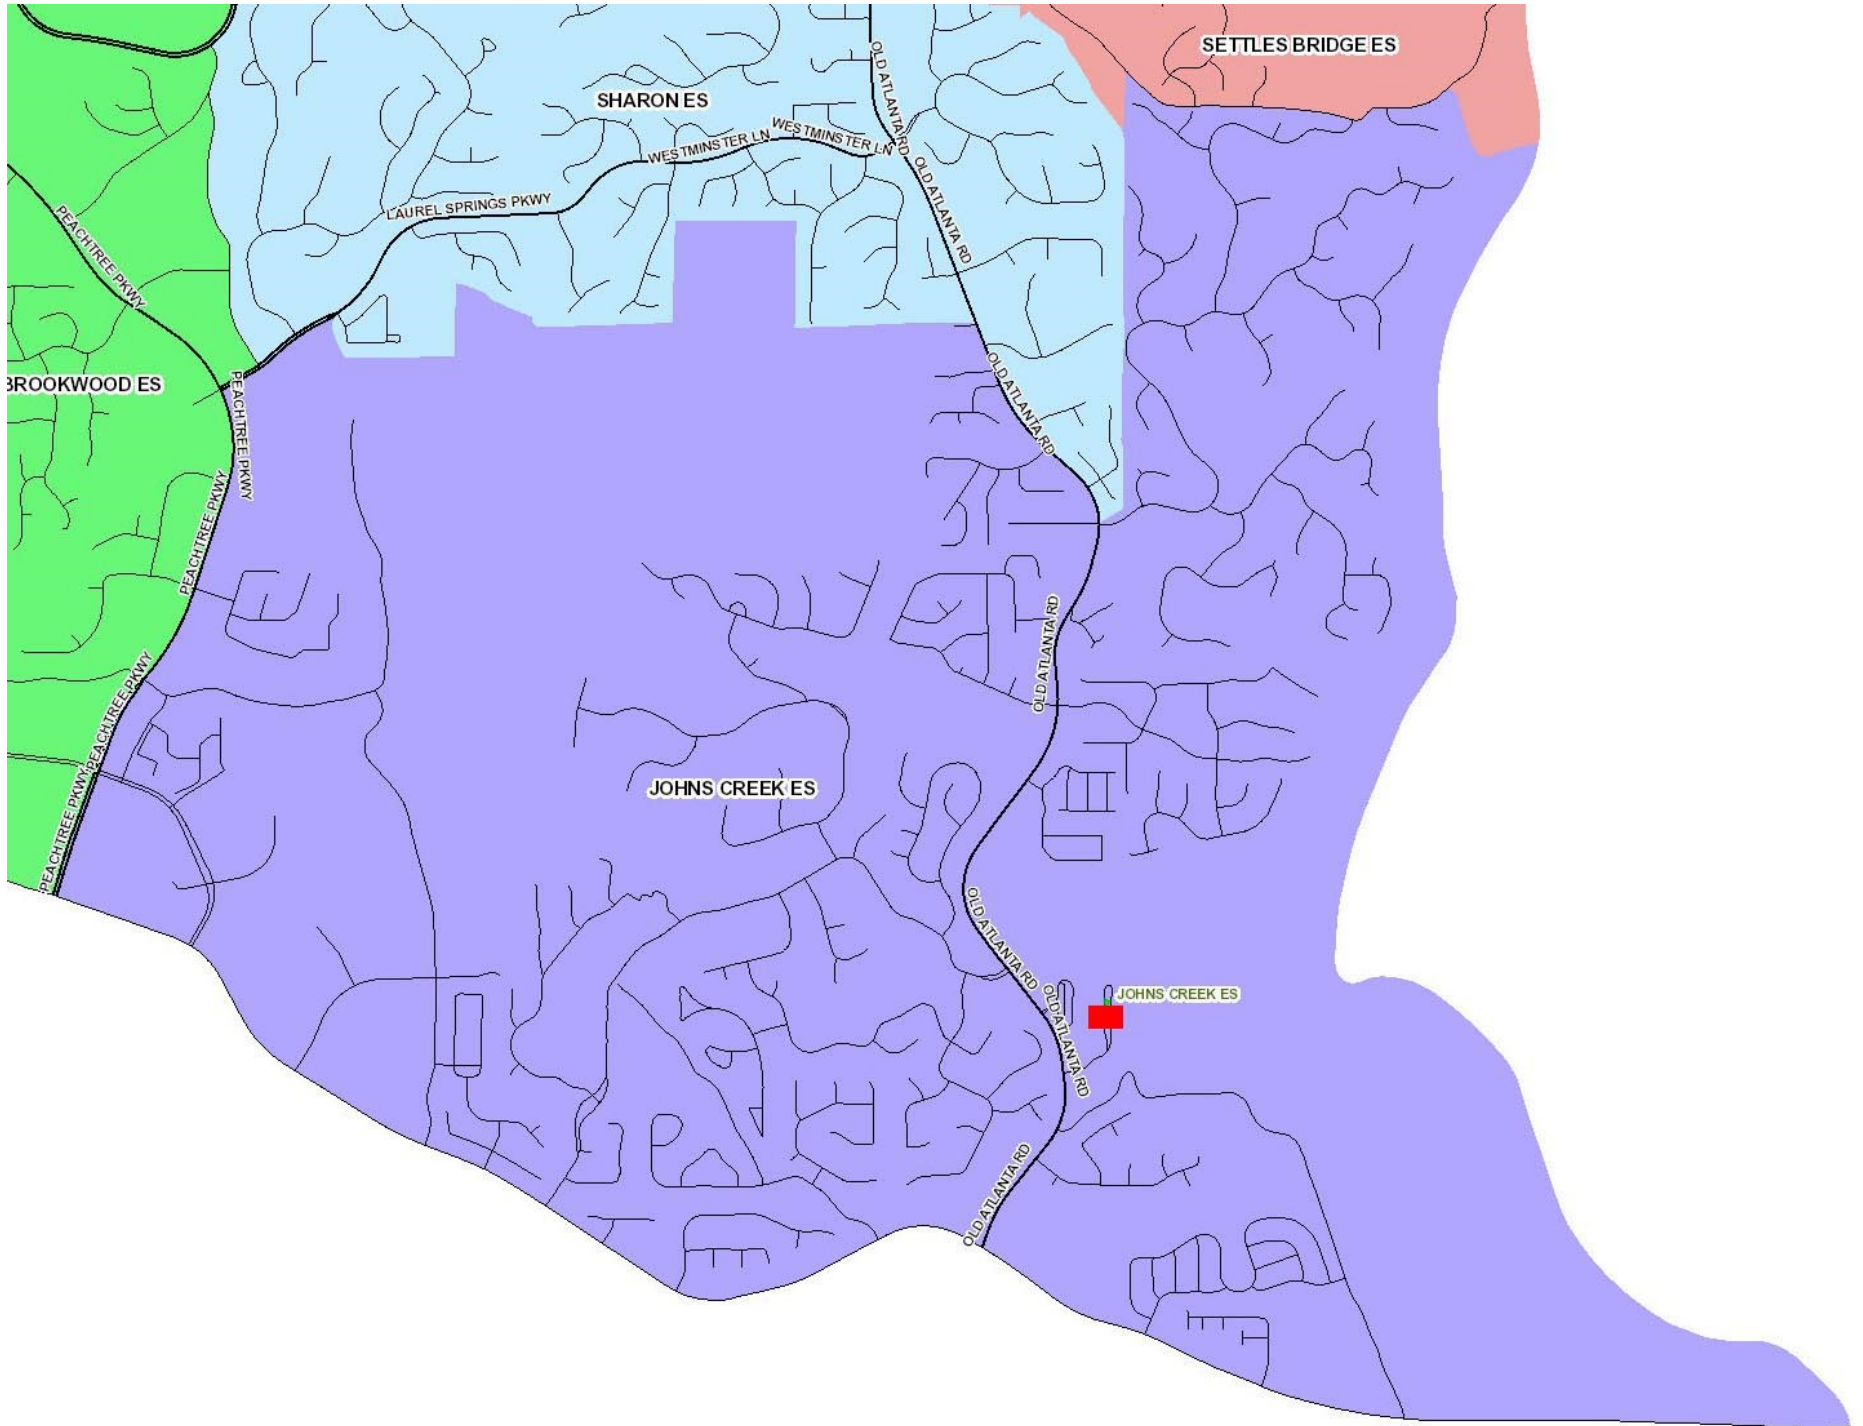 SETTLES BRIDGE ES
OLD ATLANTA RD
SHARON ES
WESTMINSTER LN
WESTMINSTER LN
OLD ATLANTA RD
LAUREL SPRINGS PKWY
PEACHTREE PKWY
OLD ATLANTA RD
BROOKWOOD ES
PEACHTREE PKWY
PEACHTREE PKWY
OLD ATLANTA RD
PEACHTREE PKWY
PEACHTREE PKWY
JOHNS CREEK ES
OLD ATLANTA RD
OLD ATLANTA RD
JOHNS CREEK ES
OLD ATLANTA RD